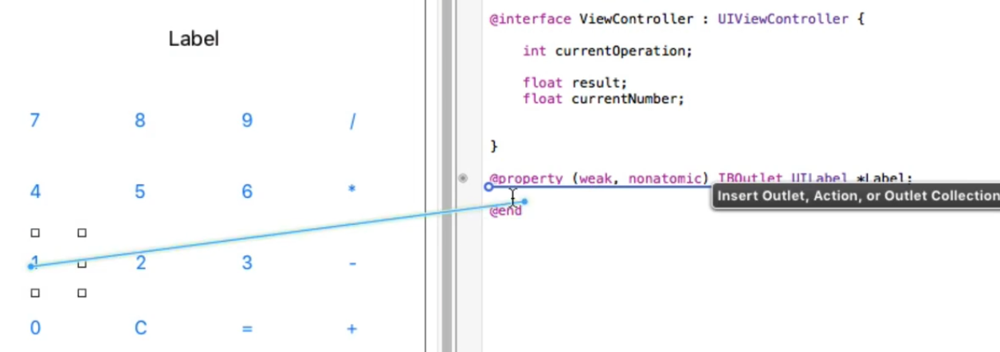 Label
7 8 9 /
4 5 6 *
1 2 3 -
0 C = +
@interface ViewController : UIViewController {
int currentOperation;
float result;
float currentNumber;
}
@property (weak, nonatomic) IBOutlet UILabel *Label;
Insert Outlet, Action, or Outlet Collection
@end